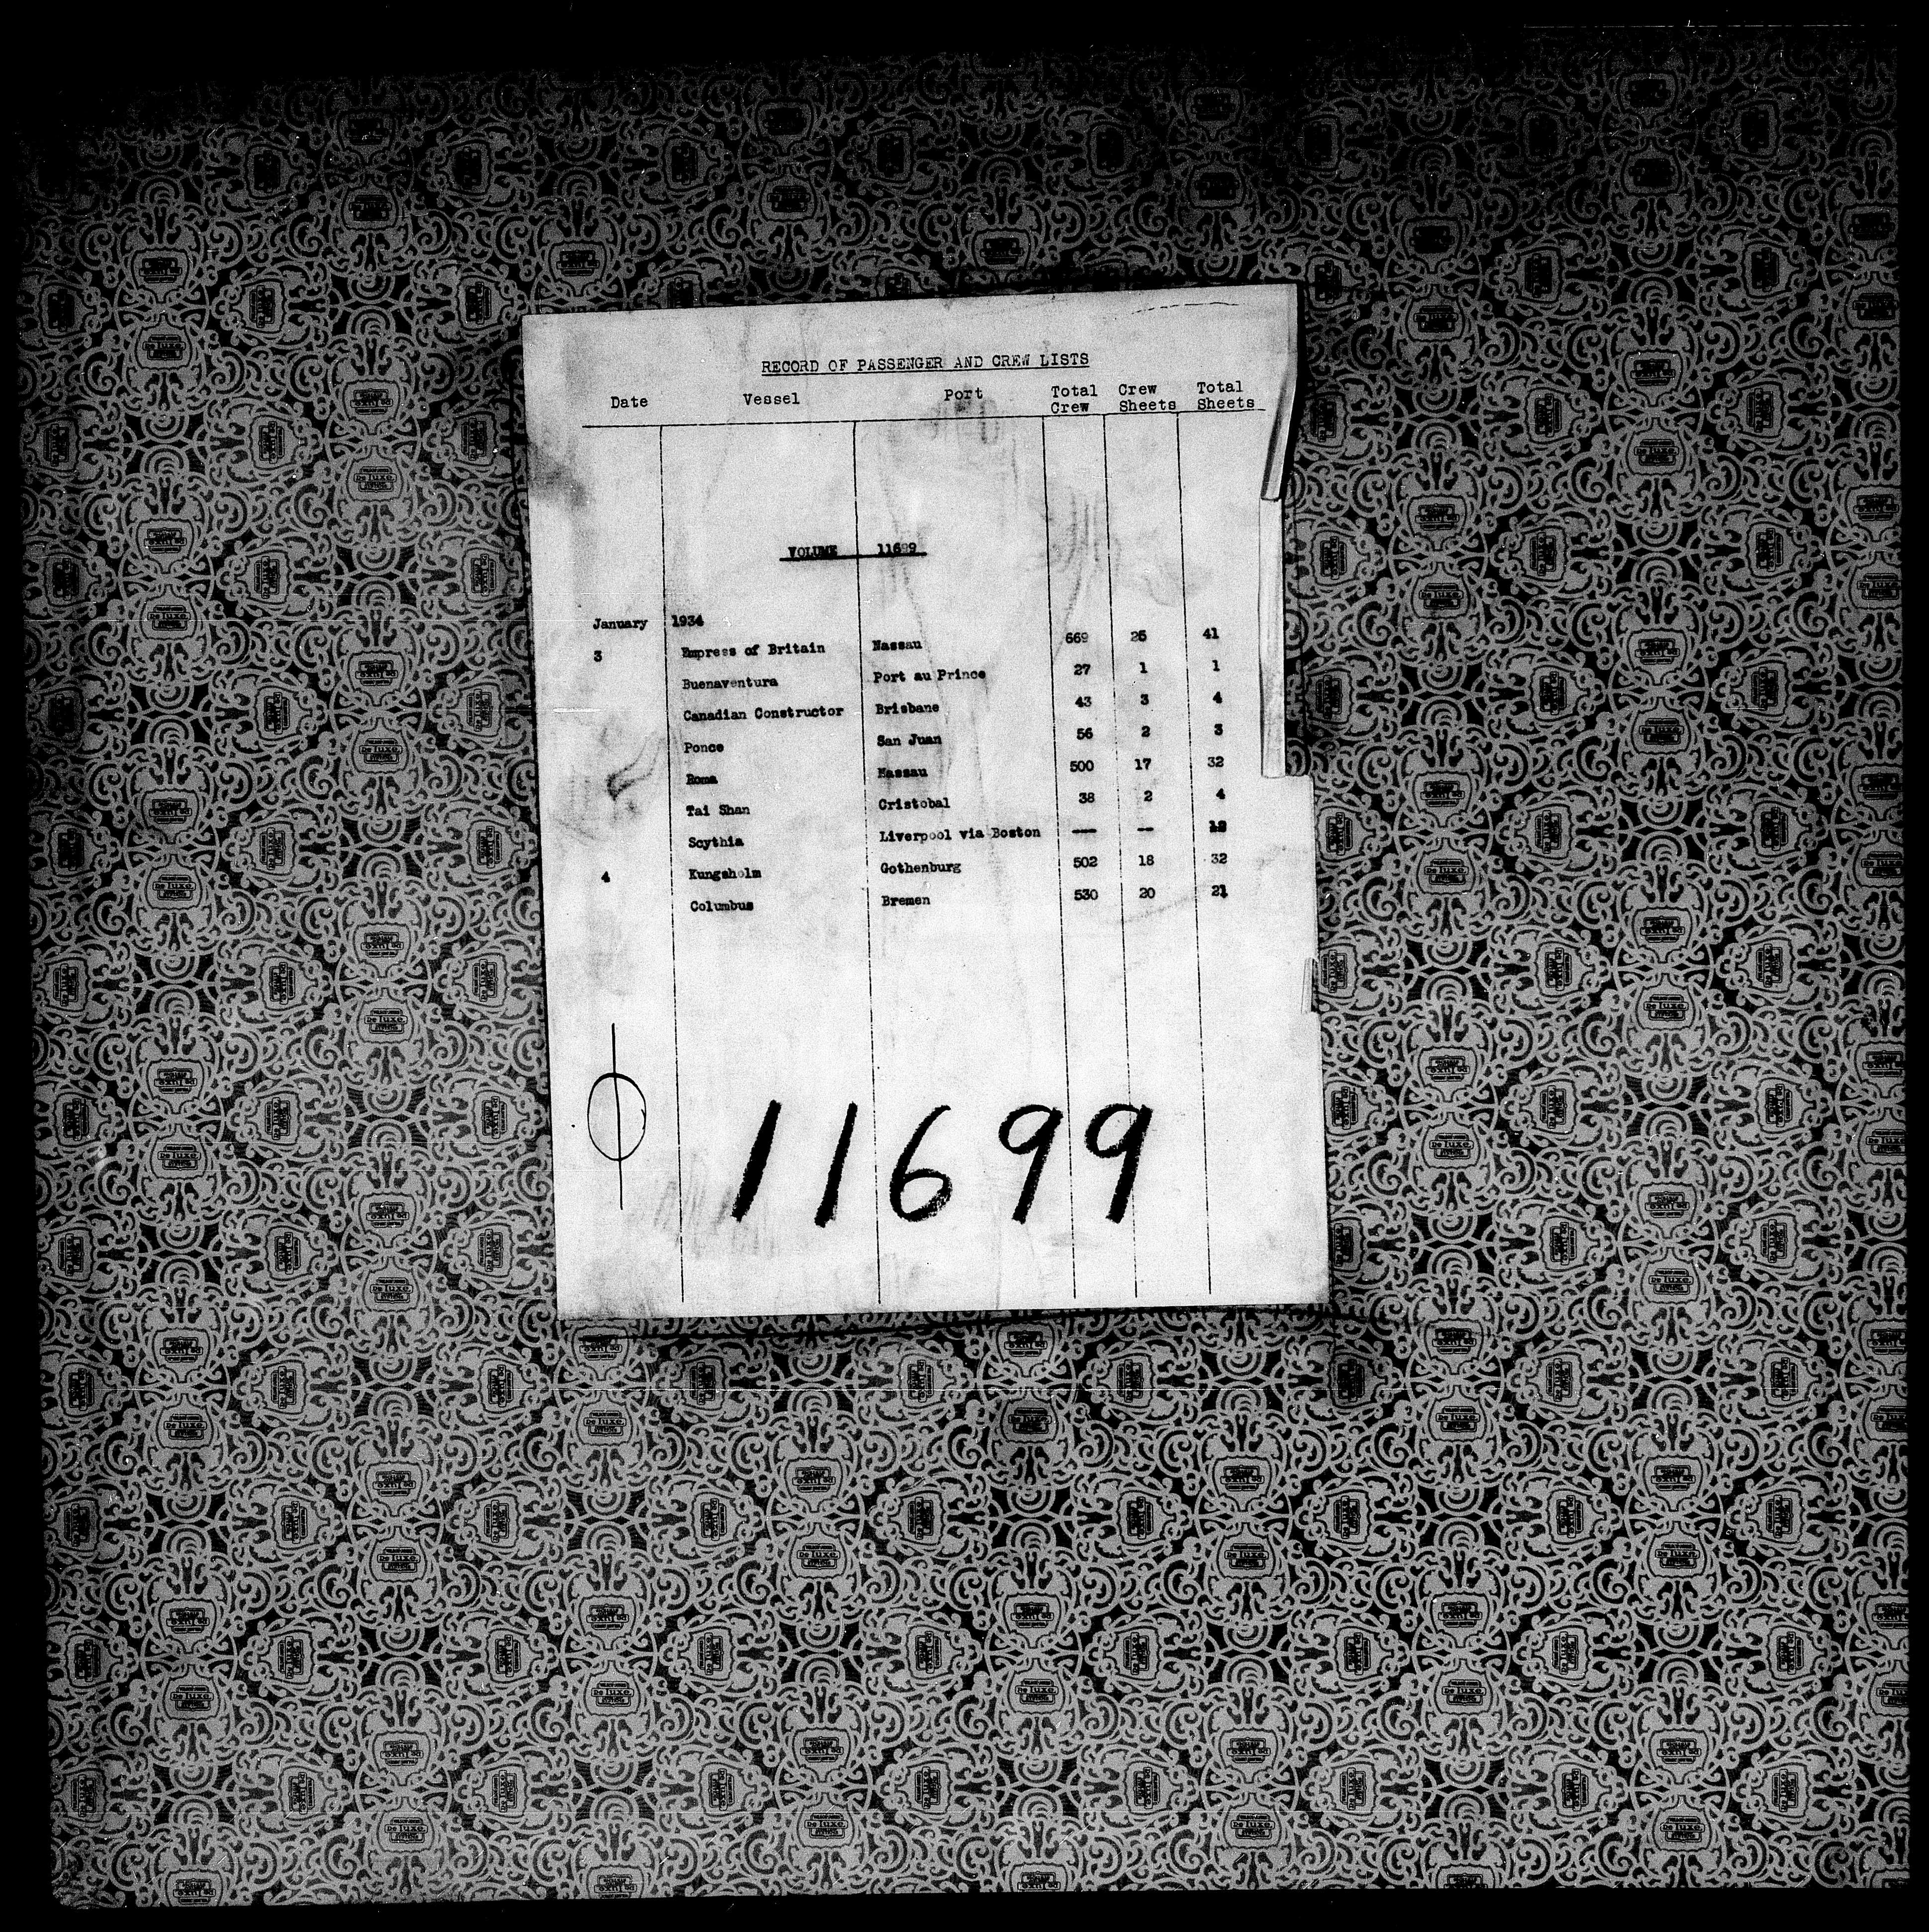 RECORD OF PASSENGER AND CREW LISTS
Date Vessel Port Total Crew Crew Sheets Total Sheets
VOLUME 11699
January 1934
3 Empress of Britain Nassau 669 26 41
Buenaventura Port au Prince 27 1 1
Canadian Constructor Brisbane 43 3 4
Ponce San Juan 56 2 3
Roma Nassau 500 17 32
Tai Shan Cristobal 38 2 4
Scythia Liverpool via Boston --- --
4 Kungsholm Gothenburg 502 18 32
Columbus Bremen 530 20 21
11699
De luxe